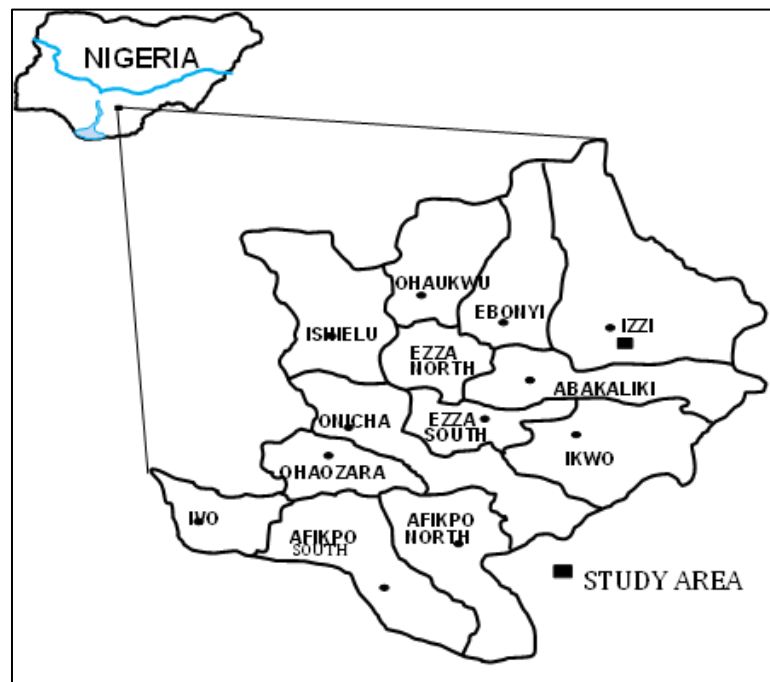 NIGERIA
OHAUKWU
EBONYI
IZZI
ISHIELU
EZZA
NORTH
ABAKALIKI
ONICHA
EZZA
SOUTH
IKWO
OHAOZARA
IVO
AFIKPO
SOUTH
AFIKPO
NORTH
STUDY AREA